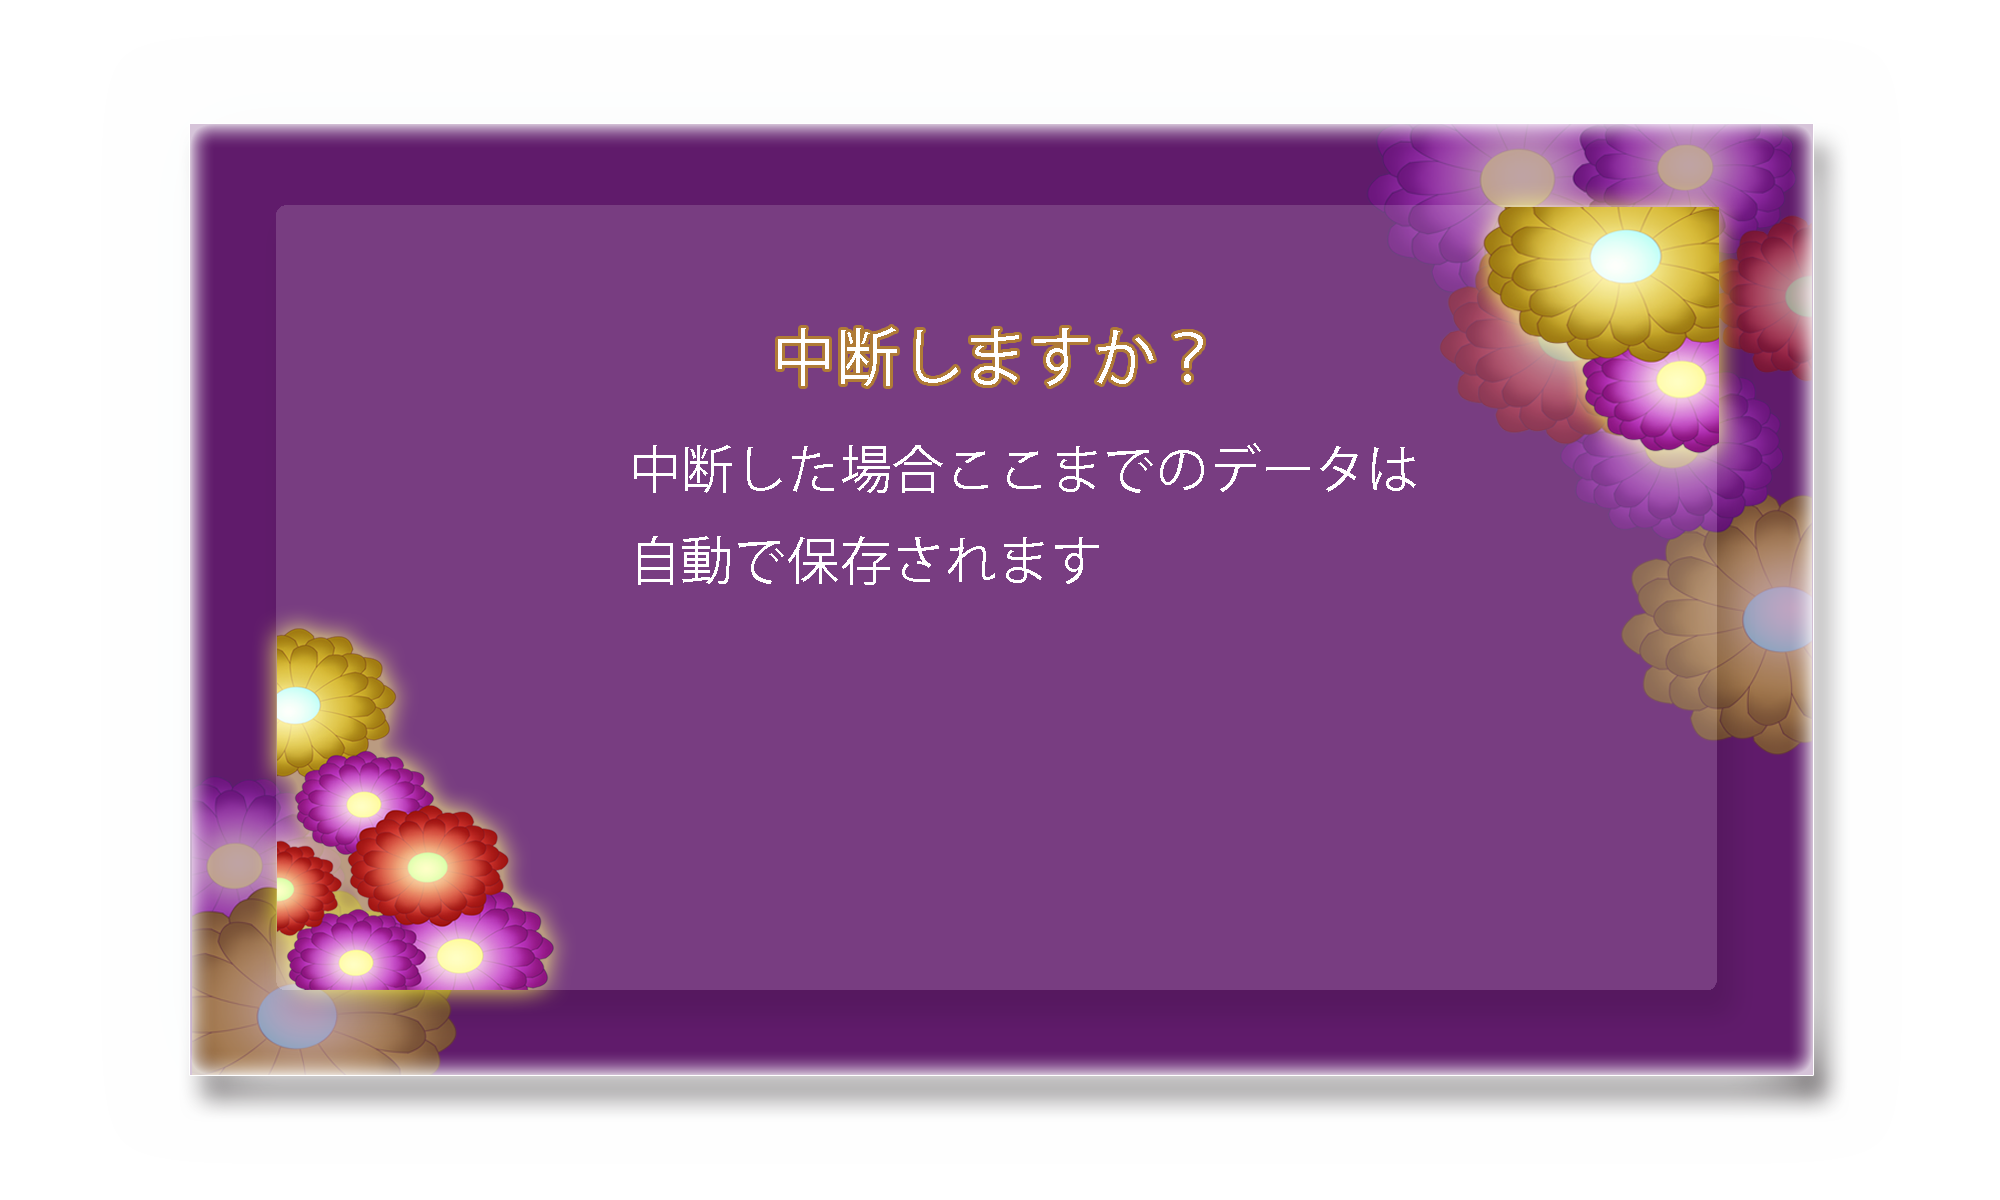 中断しますか？
中断した場合ここまでのデータは
自動で保存されます